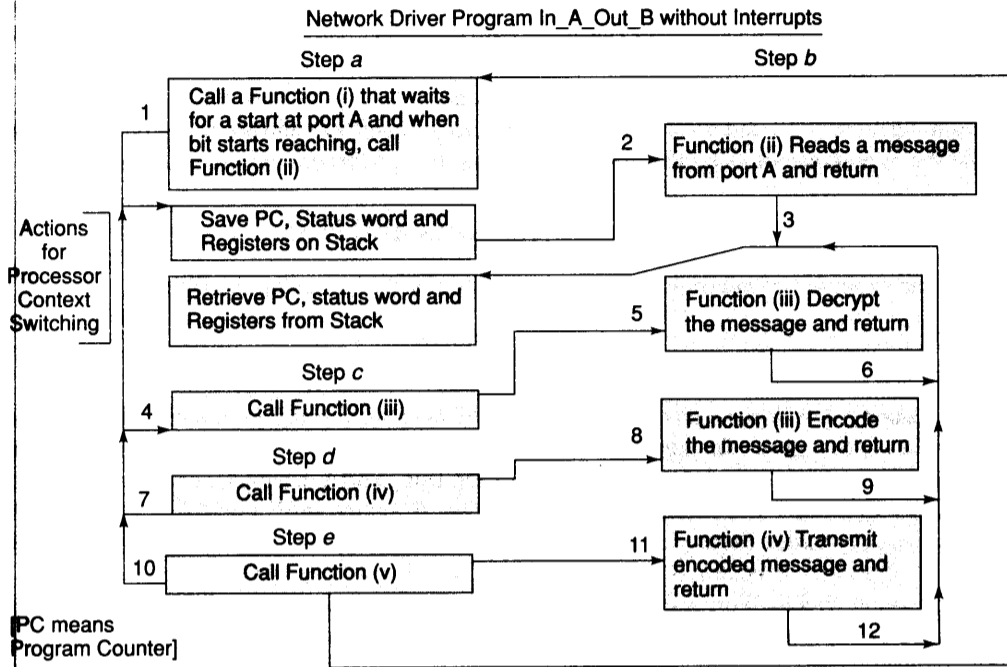 Network Driver Program In_A_Out_B without Interrupts
Step a
Step b
1
Call a Function (i) that waits
for a start at port A and when
bit starts reaching, call
Function (ii)
2
Function (ii) Reads a message
from port A and return
Actions
for
Processor
Context
Switching
Save PC, Status word and
Registers on Stack
3
Retrieve PC, status word and
Registers from Stack
5
Function (iii) Decrypt
the message and return
6
Step c
4
Call Function (iii)
8
Function (iii) Encode
the message and return
9
Step d
7
Call Function (iv)
Step e
10
Call Function (v)
11
Function (iv) Transmit
encoded message and
return
12
[PC means
Program Counter]